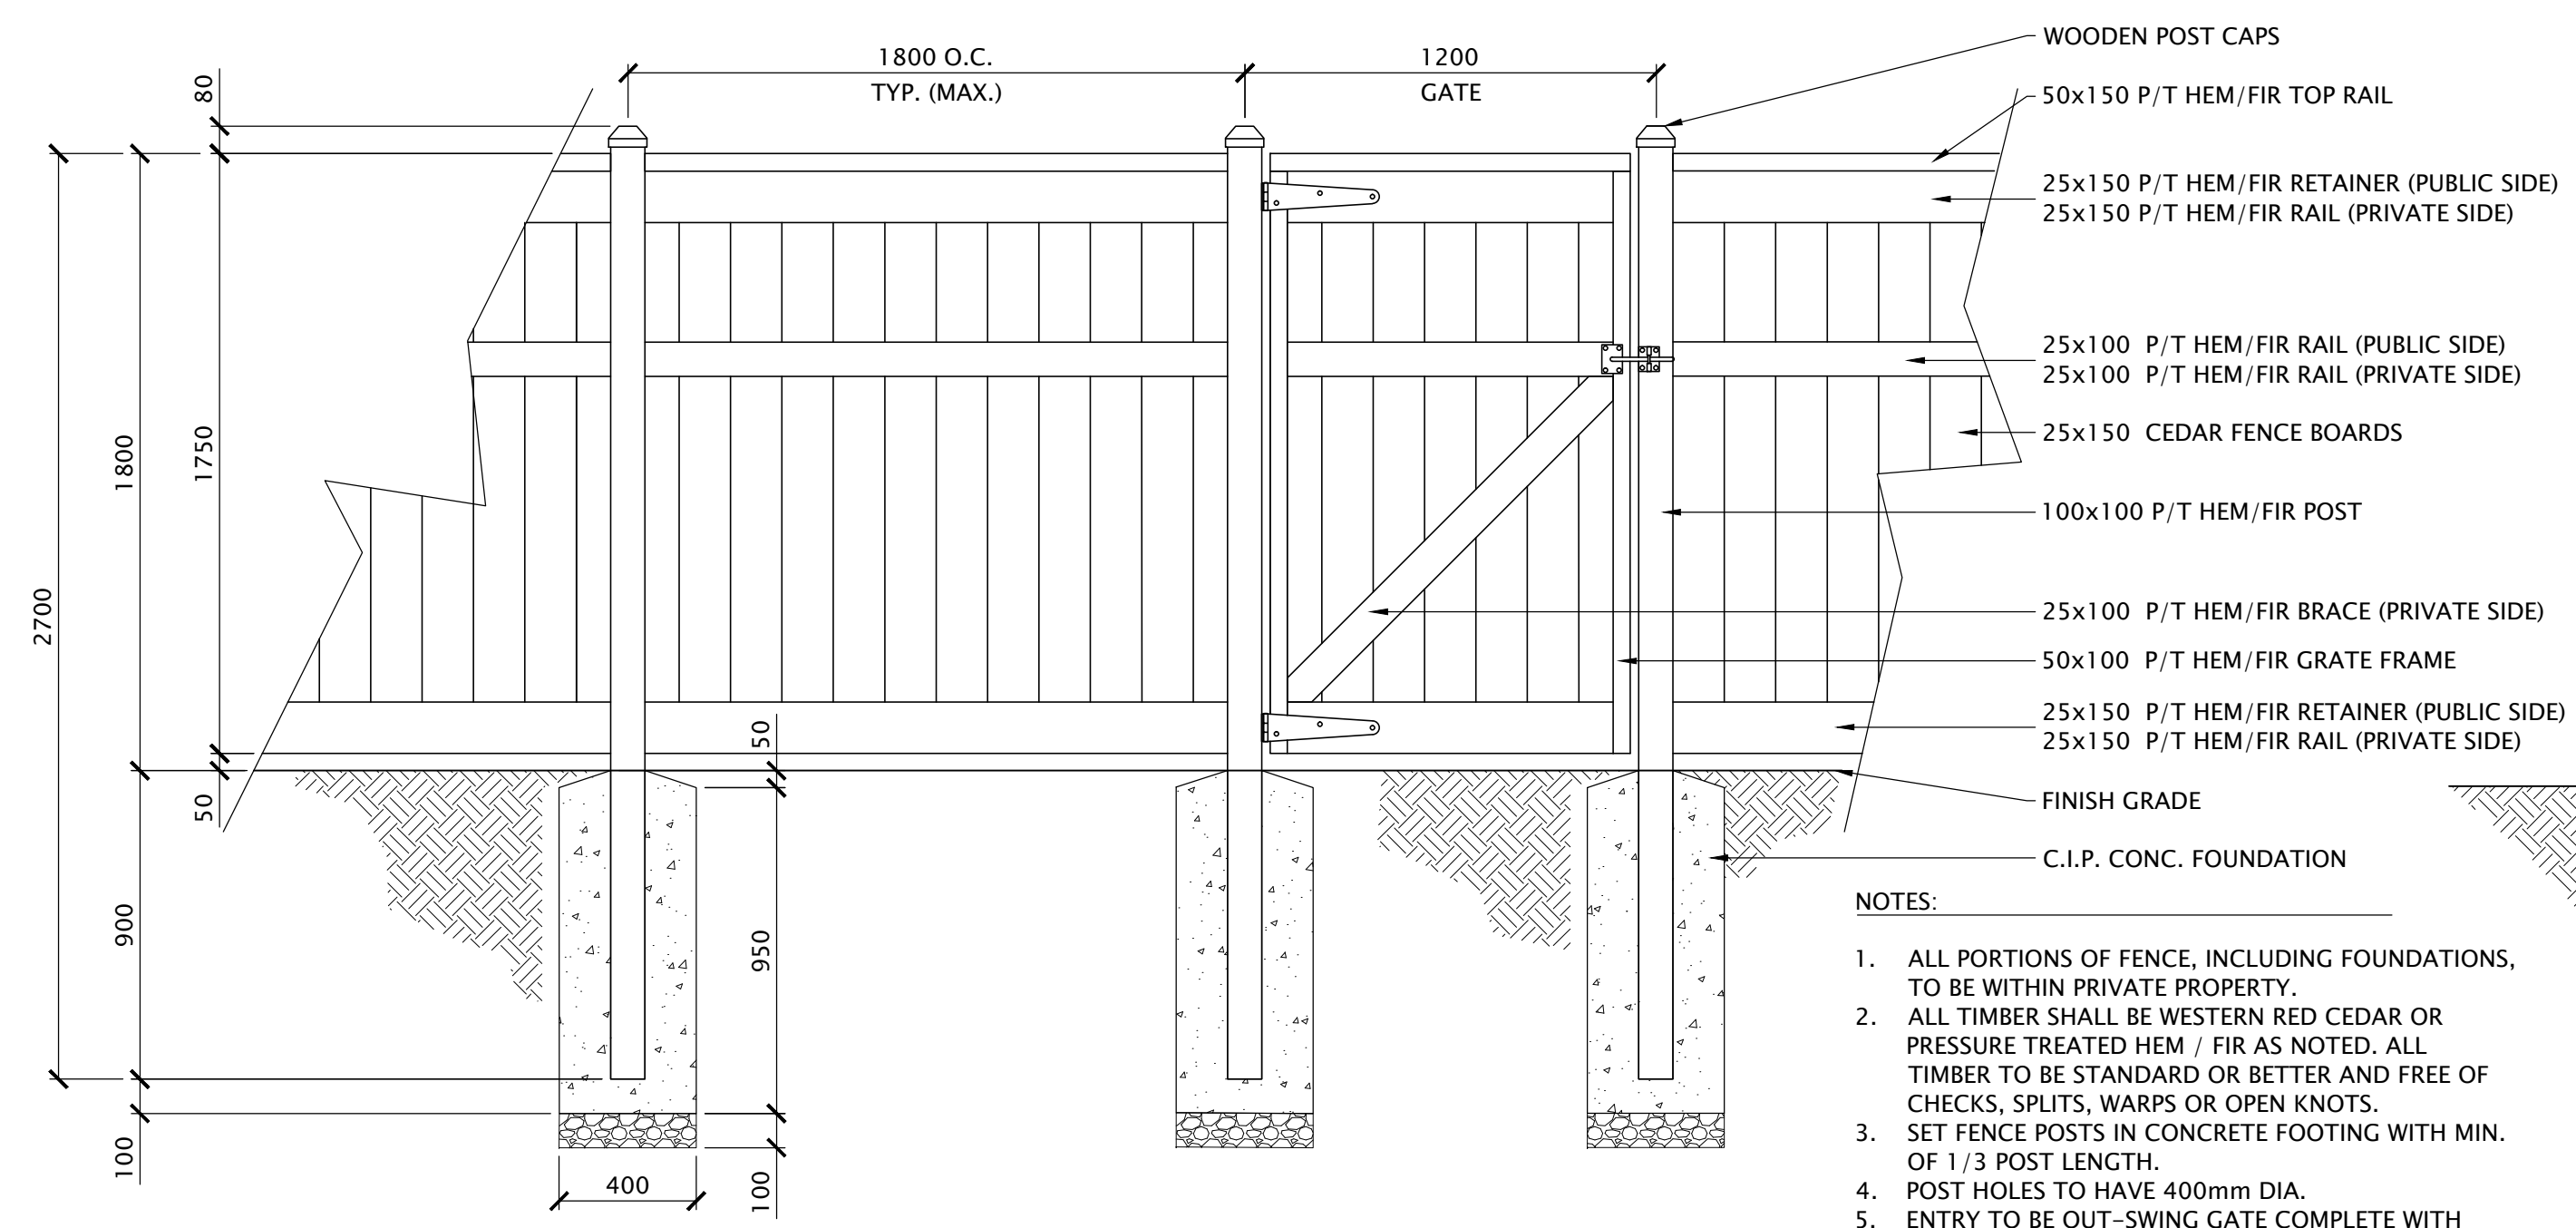 1800 O.C.
TYP. (MAX.)
1200
GATE
80
2700
1800
1750
50
900
100
50
950
100
400
WOODEN POST CAPS
50x150 P/T HEM/FIR TOP RAIL
25x150 P/T HEM/FIR RETAINER (PUBLIC SIDE)
25x150 P/T HEM/FIR RAIL (PRIVATE SIDE)
25x100 P/T HEM/FIR RAIL (PUBLIC SIDE)
25x100 P/T HEM/FIR RAIL (PRIVATE SIDE)
25x150 CEDAR FENCE BOARDS
100x100 P/T HEM/FIR POST
25x100 P/T HEM/FIR BRACE (PRIVATE SIDE)
50x100 P/T HEM/FIR GRATE FRAME
25x150 P/T HEM/FIR RETAINER (PUBLIC SIDE)
25x150 P/T HEM/FIR RAIL (PRIVATE SIDE)
FINISH GRADE
C.I.P. CONC. FOUNDATION
NOTES:
1. ALL PORTIONS OF FENCE, INCLUDING FOUNDATIONS,
TO BE WITHIN PRIVATE PROPERTY.
2. ALL TIMBER SHALL BE WESTERN RED CEDAR OR
PRESSURE TREATED HEM / FIR AS NOTED. ALL
TIMBER TO BE STANDARD OR BETTER AND FREE OF
CHECKS, SPLITS, WARPS OR OPEN KNOTS.
3. SET FENCE POSTS IN CONCRETE FOOTING WITH MIN.
OF 1/3 POST LENGTH.
4. POST HOLES TO HAVE 400mm DIA.
5. ENTRY TO BE OUT-SWING GATE COMPLETE WITH